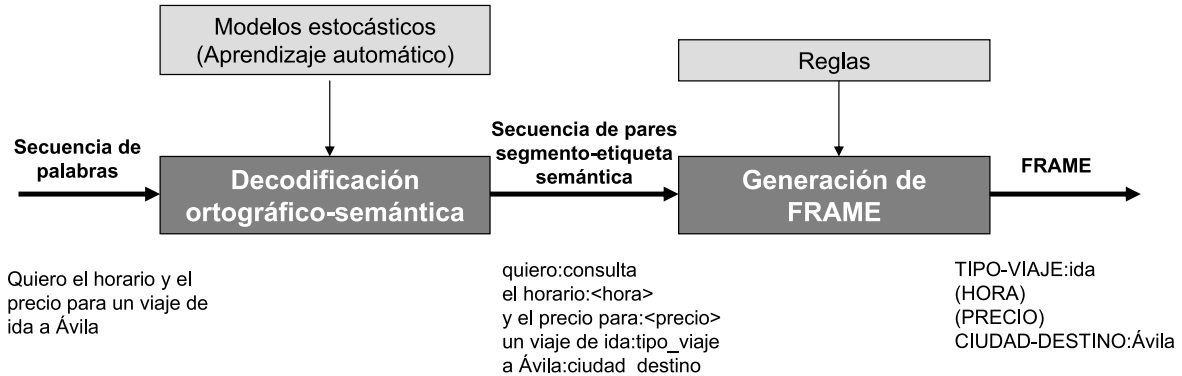 Modelos estocásticos
(Aprendizaje automático)
Reglas
Secuencia de
palabras
Decodificación
ortográfico-semántica
Secuencia de pares
segmento-etiqueta
semántica
Generación de
FRAME
FRAME
Quiero el horario y el
precio para un viaje de
ida a Ávila
quiero:consulta
el horario:<hora>
y el precio para:<precio>
un viaje de ida:tipo_viaje
a Ávila:ciudad_destino
TIPO-VIAJE:ida
(HORA)
(PRECIO)
CIUDAD-DESTINO:Ávila